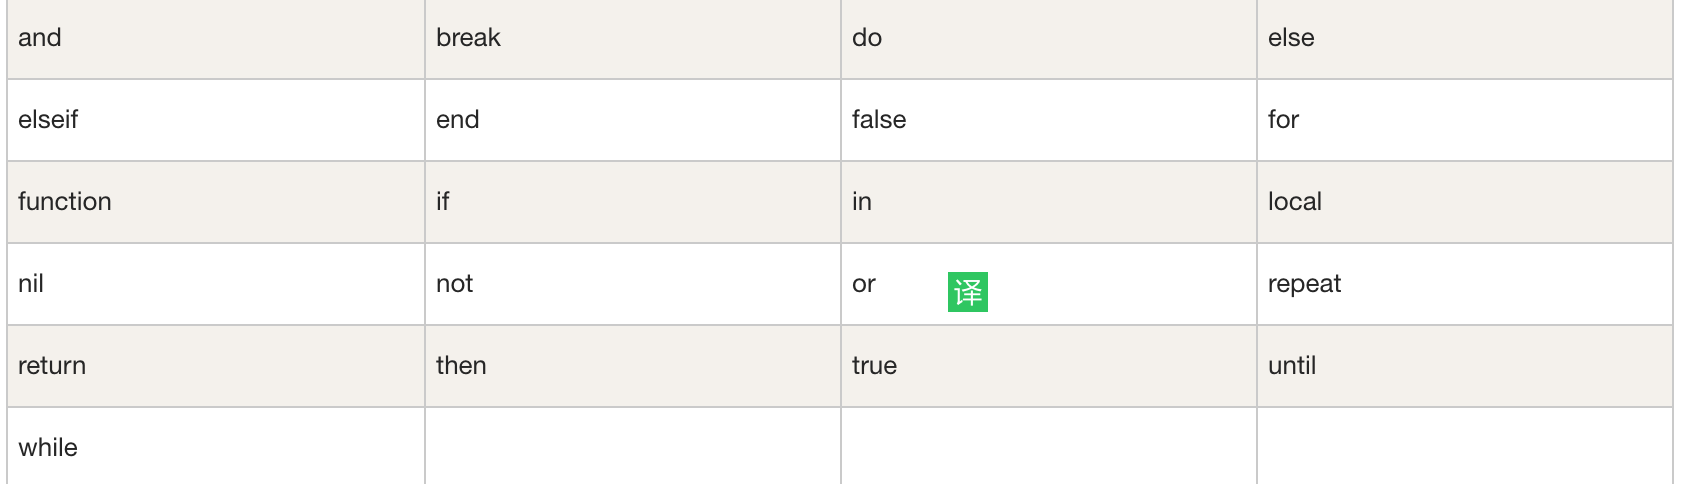 and break do else
elseif end false for
function if in local
nil not or 译 repeat
return then true until
while